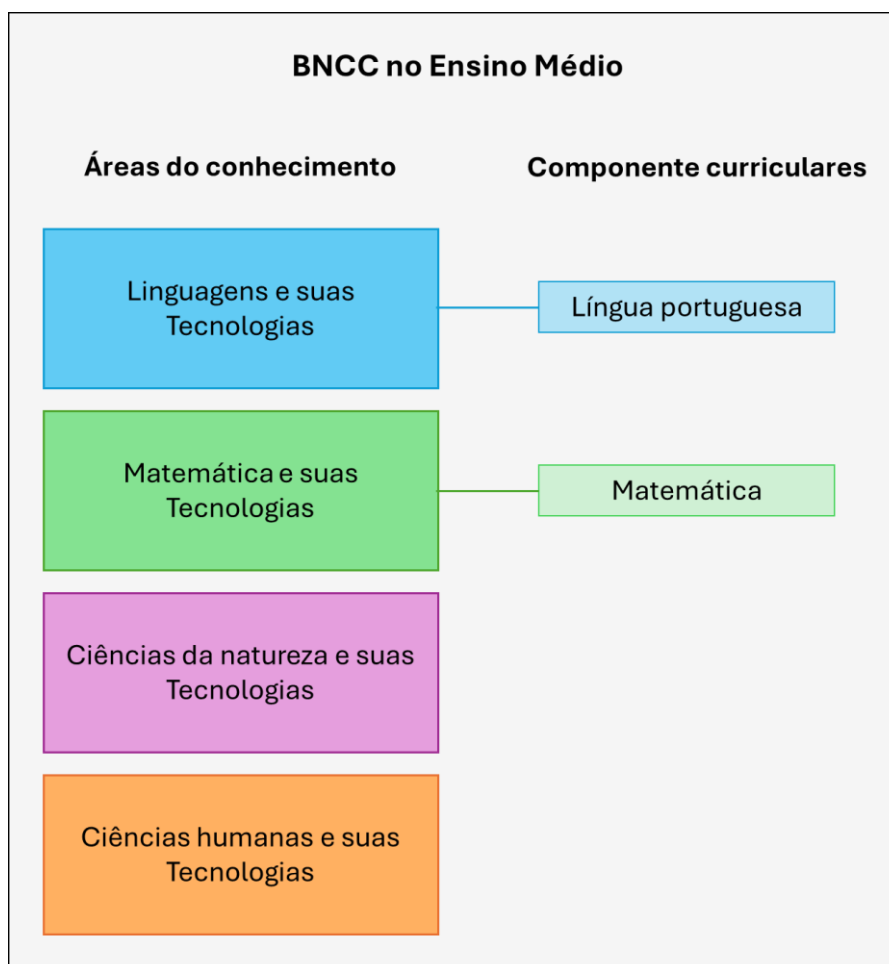 BNCC no Ensino Médio
Áreas do conhecimento
Componente curriculares
Linguagens e suas
Tecnologias
Língua portuguesa
Matemática e suas
Tecnologias
Matemática
Ciências da natureza e suas
Tecnologias
Ciências humanas e suas
Tecnologias